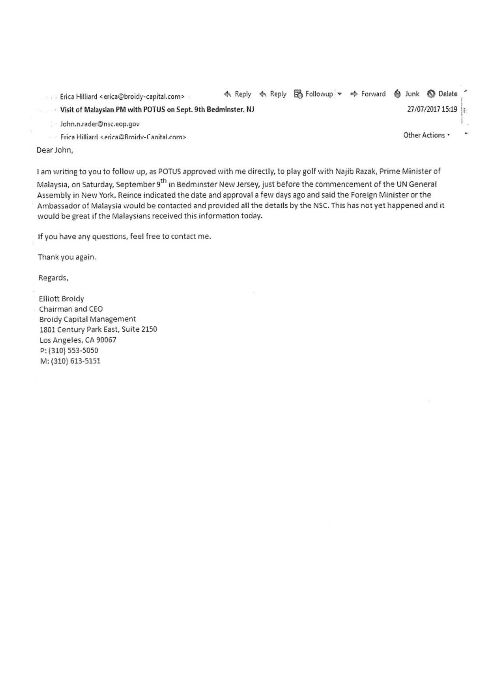 Erica Hilliard <erica@broidy-capital.com>
Reply Reply Followup Forward Junk Delete
Visit of Malaysian PM with POTUS on Sept. 9th Bedminster, NJ
27/07/2017 15:19
John.n.rader@nsc.eop.gov
Erica Hilliard <erica@Broidy-Capital.com>
Other Actions
Dear John,
I am writing to you to follow up, as POTUS approved with me directly, to play golf with Najib Razak, Prime Minister of
Malaysia, on Saturday, September 9th in Bedminster New Jersey, just before the commencement of the UN General
Assembly in New York. Reince indicated the date and approval a few days ago and said the Foreign Minister or the
Ambassador of Malaysia would be contacted and provided all the details by the NSC. This has not yet happened and it
would be great if the Malaysians received this information today.
If you have any questions, feel free to contact me.
Thank you again.
Regards,
Elliott Broidy
Chairman and CEO
Broidy Capital Management
1801 Century Park East, Suite 2150
Los Angeles, CA 90067
P: (310) 553-5050
M: (310) 613-5151